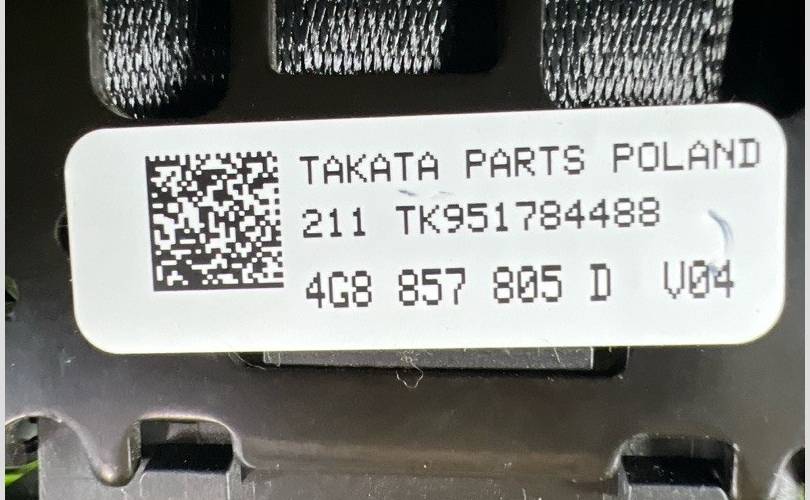 TAKATA PARTS POLAND
211 TK951784488
4G8 857 805 D V04